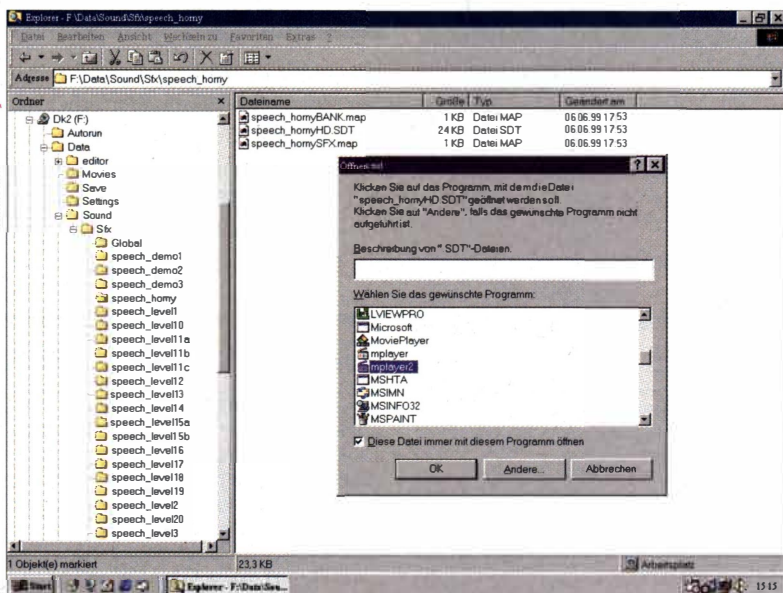 Explorer - F:\Data\Sound\Sfx\speech_horny
Datei Bearbeiten Ansicht Wechseln zu Favoriten Extras ?
Adresse F:\Data\Sound\Sfx\speech_horny
Ordner
Dk2 (F:)
Autorun
Data
editor
Movies
Save
Settings
Sound
Sfx
Global
speech_demo1
speech_demo2
speech_demo3
speech_horny
speech_level1
speech_level10
speech_level11a
speech_level11b
speech_level11c
speech_level12
speech_level13
speech_level14
speech_level15a
speech_level15b
speech_level16
speech_level17
speech_level18
speech_level19
speech_level2
speech_level20
speech_level3
Dateiname Größe Typ Geändert am
speech_hornyBANK.map 1 KB Datei MAP 06.06.99 17:53
speech_hornyHD.SDT 24 KB Datei SDT 06.06.99 17:53
speech_hornySFX.map 1 KB Datei MAP 06.06.99 17:53
Öffnen mit
Klicken Sie auf das Programm, mit dem die Datei
"speech_hornyHD.SDT" geöffnet werden soll.
Klicken Sie auf "Andere", falls das gewünschte Programm nicht
aufgeführt ist.
Beschreibung von ".SDT"-Dateien:
Wählen Sie das gewünschte Programm:
LVIEWPRO
Microsoft
MoviePlayer
mplayer
mplayer2
MSHTA
MSIMN
MSINFO32
MSPAINT
Diese Datei immer mit diesem Programm öffnen
OK Andere... Abbrechen
1 Objekt(e) markiert 23,3 KB Arbeitsplatz
Start Explorer - F:\Data\Sou... 15:15